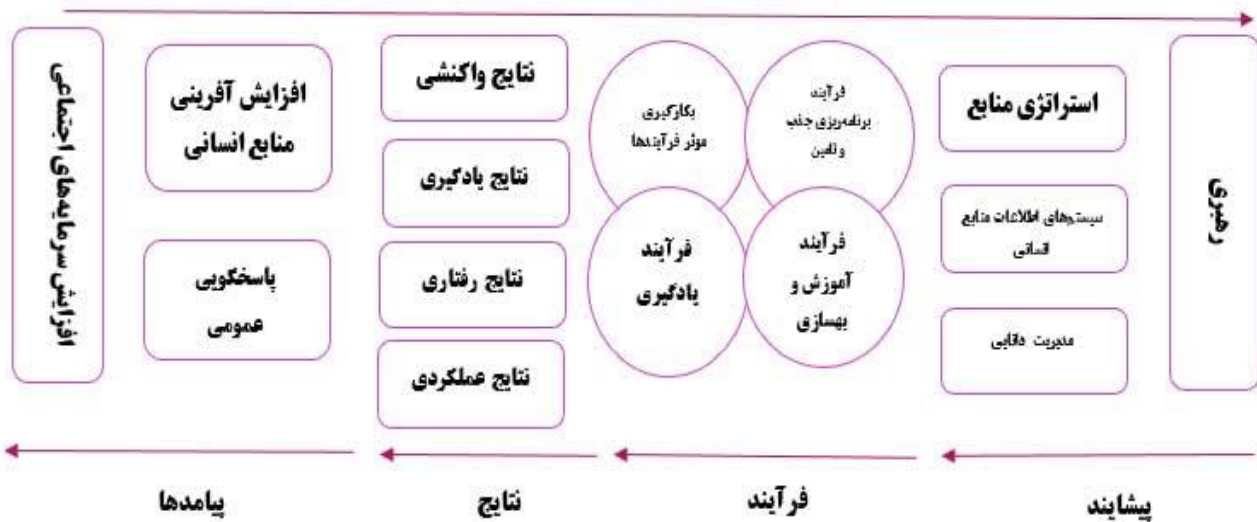 رهبری
استراتژی منابع
سیستم‌های اطلاعات منابع
انسانی
مدیریت دانایی
فرآیند
برنامه‌ریزی جذب
و تامین
بکارگیری
موثر فرآیندها
فرآیند
آموزش و
بهسازی
فرآیند
یادگیری
نتایج واکنشی
نتایج یادگیری
نتایج رفتاری
نتایج عملکردی
افزایش آفرینی
منابع انسانی
پاسخگویی
عمومی
افزایش سرمایه‌های اجتماعی
پیشایند
فرآیند
نتایج
پیامدها